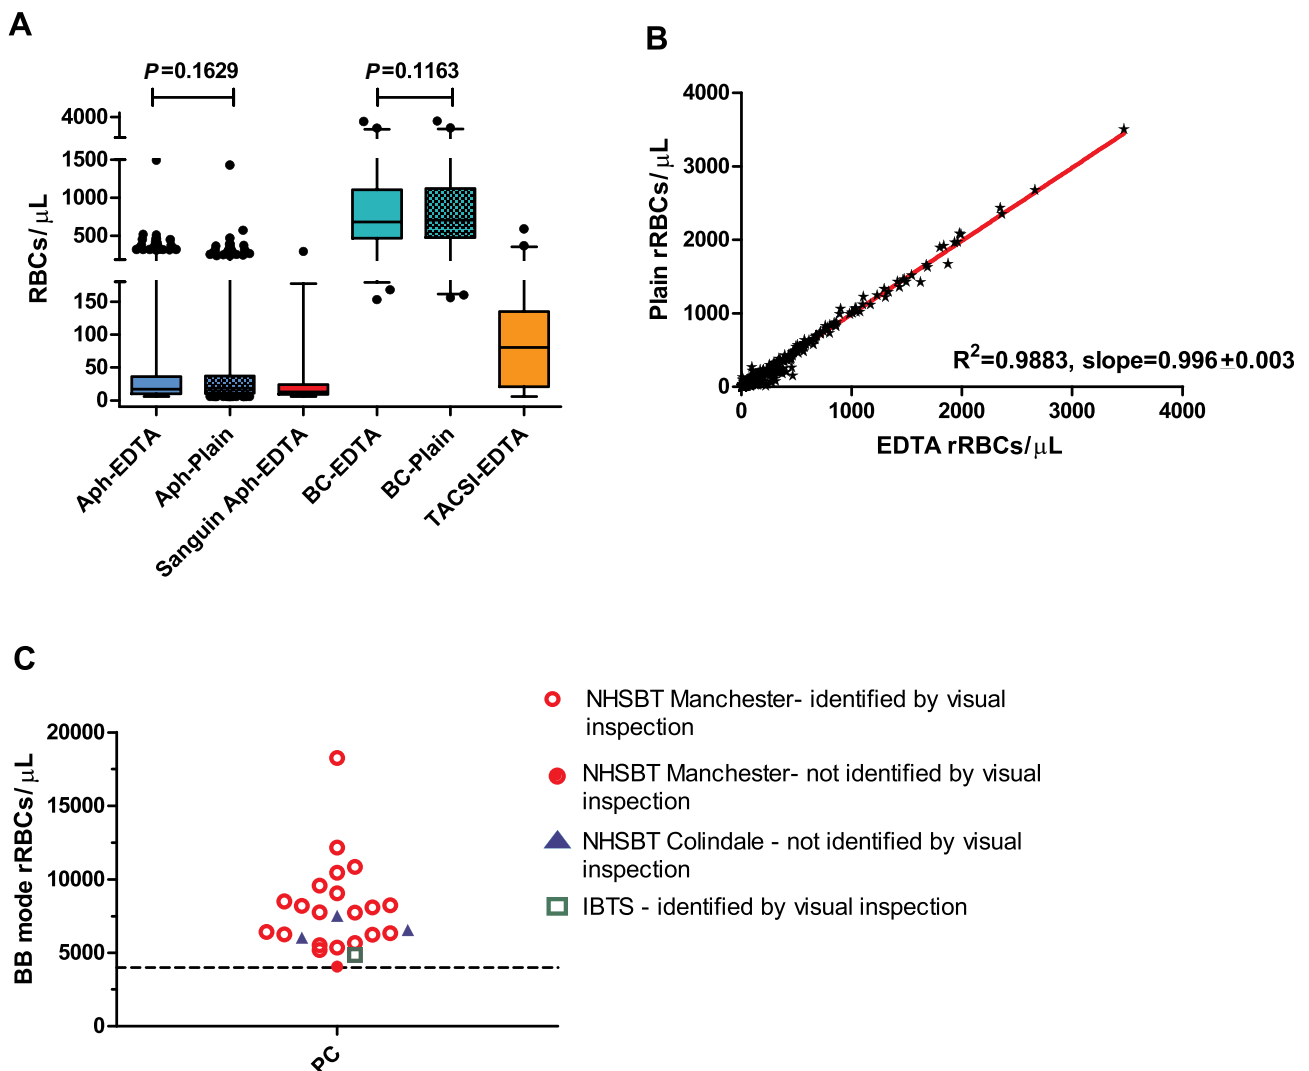 A
P=0.1629
P=0.1163
4000
1500
1000
500
150
100
50
0
RBCs/μL
Aph-EDTA
Aph-Plain
Sanguin Aph-EDTA
BC-EDTA
BC-Plain
TACSI-EDTA
B
4000
3000
2000
1000
0
Plain rRBCs/μL
R2=0.9883, slope=0.996±0.003
0
1000
2000
3000
4000
EDTA rRBCs/μL
C
20000
15000
10000
5000
0
BB mode rRBCs/μL
PC
NHSBT Manchester- identified by visual
inspection
NHSBT Manchester- not identified by visual
inspection
NHSBT Colindale - not identified by visual
inspection
IBTS - identified by visual inspection